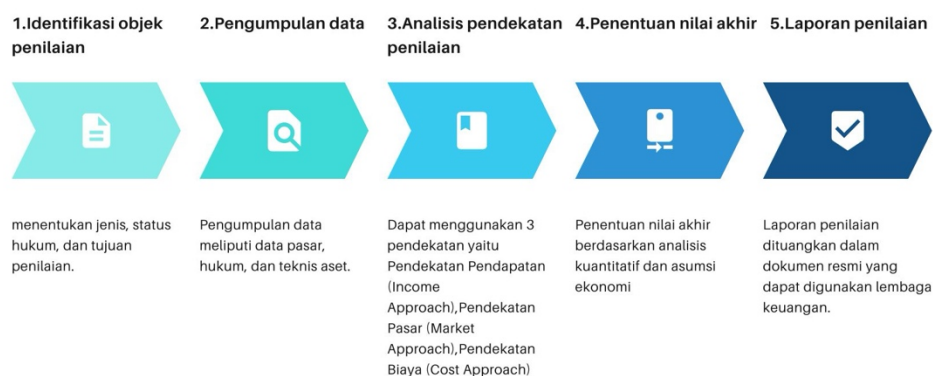 1.Identifikasi objek
penilaian
2.Pengumpulan data
3.Analisis pendekatan
penilaian
4.Penentuan nilai akhir
5.Laporan penilaian
menentukan jenis, status
hukum, dan tujuan
penilaian.
Pengumpulan data
meliputi data pasar,
hukum, dan teknis aset.
Dapat menggunakan 3
pendekatan yaitu
Pendekatan Pendapatan
(Income
Approach),Pendekatan
Pasar (Market
Approach),Pendekatan
Biaya (Cost Approach)
Penentuan nilai akhir
berdasarkan analisis
kuantitatif dan asumsi
ekonomi
Laporan penilaian
dituangkan dalam
dokumen resmi yang
dapat digunakan lembaga
keuangan.